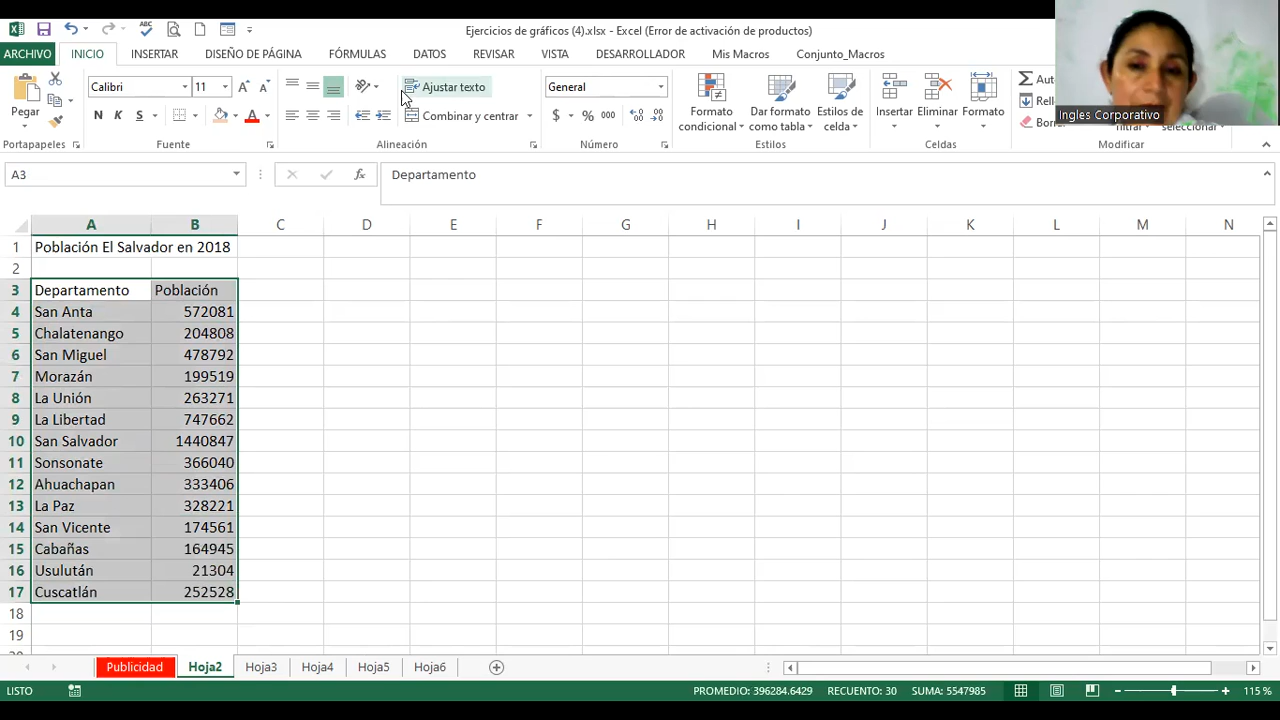 Ejercicios de gráficos (4).xlsx - Excel (Error de activación de productos)
ARCHIVO INICIO INSERTAR DISEÑO DE PÁGINA FÓRMULAS DATOS REVISAR VISTA DESARROLLADOR Mis Macros Conjunto_Macros
Pegar
Calibri 11
N K S
Ajustar texto
Combinar y centrar
General
$ % 000
Formato condicional
Dar formato como tabla
Estilos de celda
Insertar
Eliminar
Formato
Portapapeles Fuente Alineación Número Estilos Celdas Modificar
Ingles Corporativo
A3 fx Departamento
A B C D E F G H I J K L M N
1 Población El Salvador en 2018
2
3 Departamento Población
4 San Anta 572081
5 Chalatenango 204808
6 San Miguel 478792
7 Morazán 199519
8 La Unión 263271
9 La Libertad 747662
10 San Salvador 1440847
11 Sonsonate 366040
12 Ahuachapan 333406
13 La Paz 328221
14 San Vicente 174561
15 Cabañas 164945
16 Usulután 21304
17 Cuscatlán 252528
18
19
Publicidad Hoja2 Hoja3 Hoja4 Hoja5 Hoja6
LISTO PROMEDIO: 396284.6429 RECUENTO: 30 SUMA: 5547985 115 %